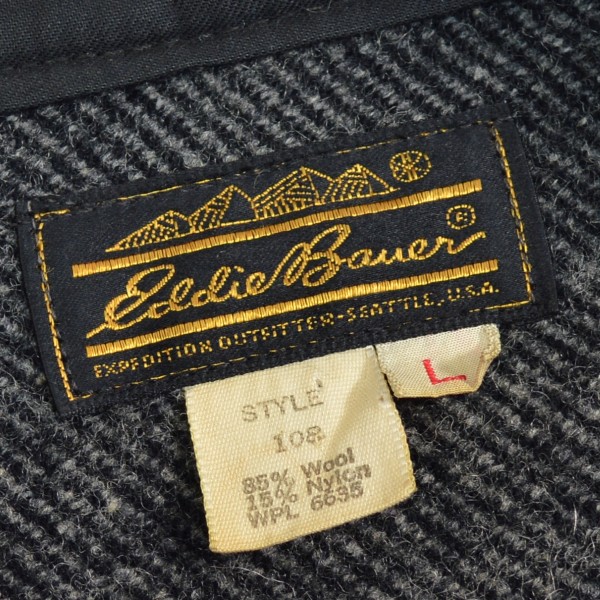 Eddie Bauer ®
EXPEDITION OUTFITTER-SEATTLE, U.S.A.
L
STYLE
108
85% Wool
15% Nylon
WPL 6635